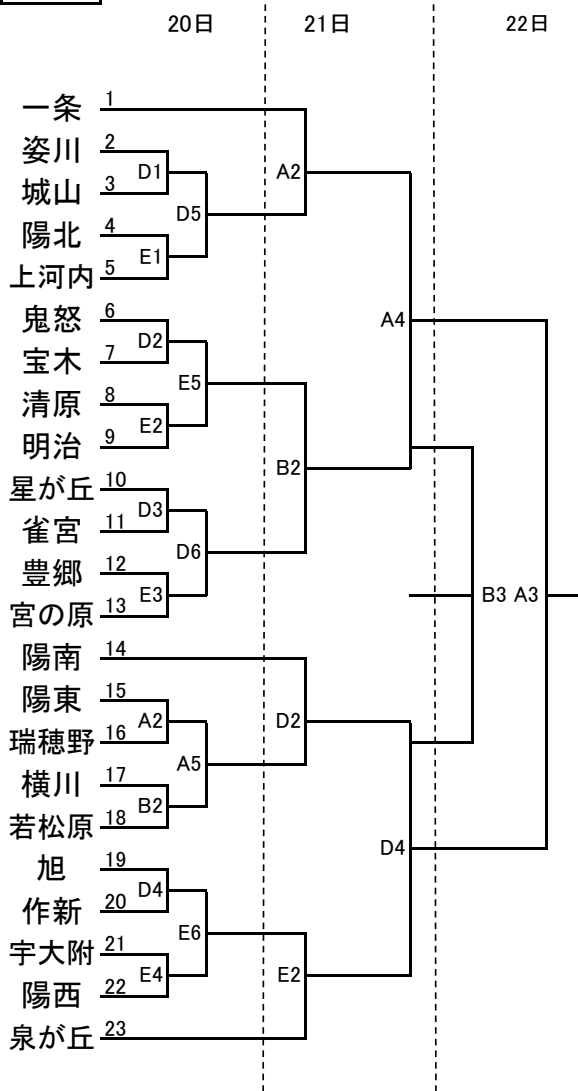 20日 21日 22日
一条 1
姿川 2
D1
城山 3
D5
A2
陽北 4
E1
上河内 5
鬼怒 6
D2
宝木 7
E5
清原 8
E2
明治 9
A4
B2
星が丘 10
D3
雀宮 11
D6
豊郷 12
E3
宮の原 13
B3 A3
陽南 14
陽東 15
A2
瑞穂野 16
A5
D2
横川 17
B2
若松原 18
D4
旭 19
D4
作新 20
E6
宇大附 21
E4
陽西 22
E2
泉が丘 23